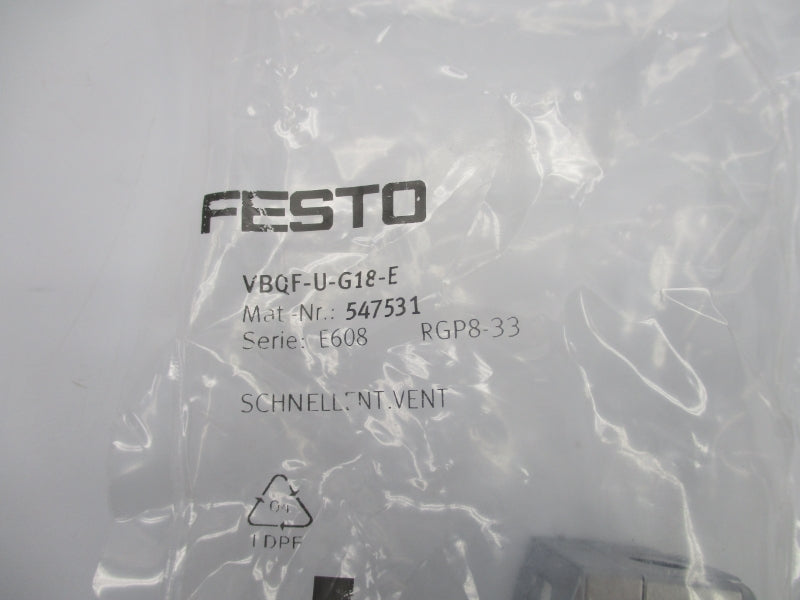 FESTO
VBQF-U-G18-E
Mat.-Nr.: 547531
Serie: E608 RGP8-33
SCHNELLENT.VENT
04
LDPE